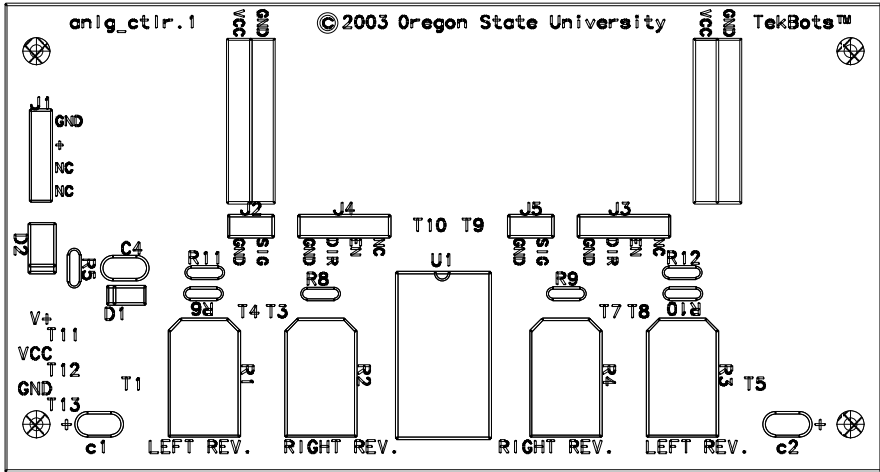 anlg_ctlr.1 © 2003 Oregon State University TekBots™
VCC GND VCC GND
J1
GND
+
NC
NC
J2 J4 T10 T9 J5 J3
GND SIG GND DIR EN NC GND SIG GND DIR EN NC
D2 R5 C4 R11 U1 R12
R8 R9
D1 R6 T4 T3 T7 T8 R10
V+
T11
VCC
T12
GND
T13
T1 R1 R2 R4 R3 T5
+ +
c1 LEFT REV. RIGHT REV. RIGHT REV. LEFT REV. c2